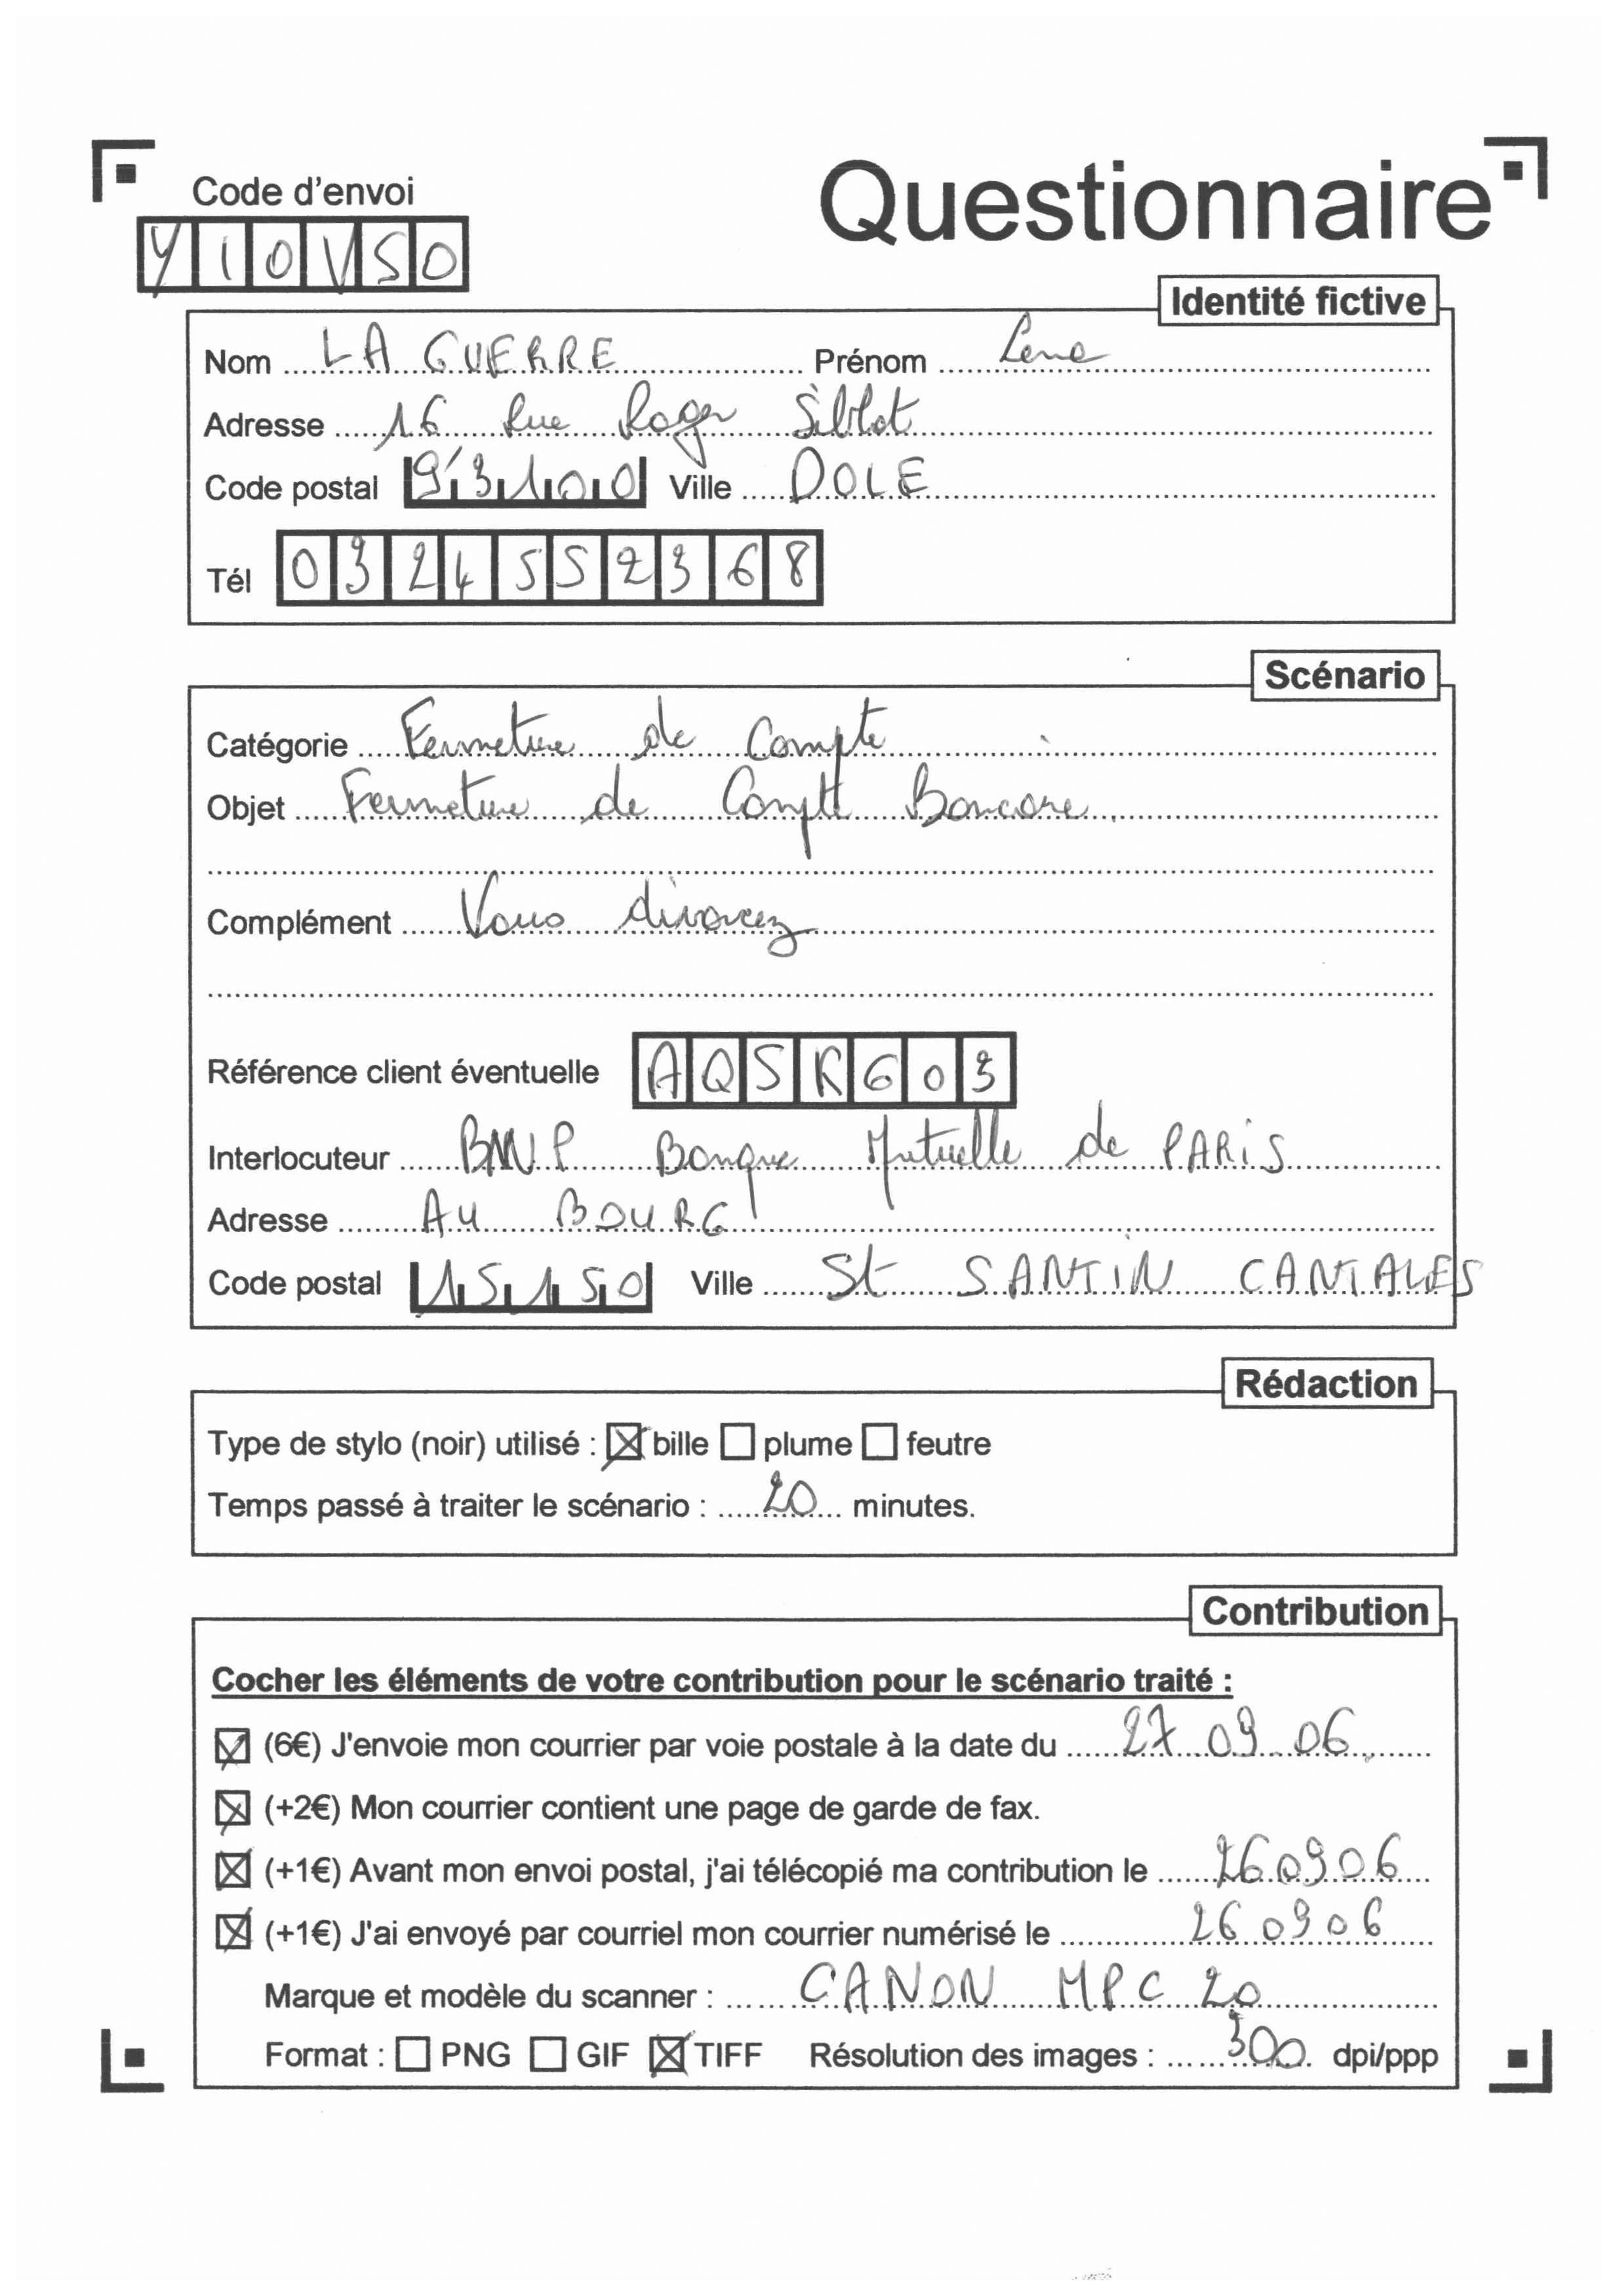 Code d'envoi
Questionnaire
Y10VS0
Identité fictive
Nom LA GUERRE Prénom Lena
Adresse 16 Rue Roger Siblot
Code postal 93100 Ville DOLE
Tél 0324552368
Scénario
Catégorie Fermeture de Compte
Objet Fermeture de Compte Bancaire
Complément Vous divorcez
Référence client éventuelle AQSRG03
Interlocuteur BNP Banque Mutuelle de PARIS
Adresse AU BOURG
Code postal 15150 Ville St SANTIN CANTALES
Rédaction
Type de stylo (noir) utilisé : ☒ bille ☐ plume ☐ feutre
Temps passé à traiter le scénario : 20 minutes.
Contribution
Cocher les éléments de votre contribution pour le scénario traité :
☒ (6€) J'envoie mon courrier par voie postale à la date du 27 09 06
☒ (+2€) Mon courrier contient une page de garde de fax.
☒ (+1€) Avant mon envoi postal, j'ai télécopié ma contribution le 260906
☒ (+1€) J'ai envoyé par courriel mon courrier numérisé le 260906
Marque et modèle du scanner : CANON MPC 20
Format : ☐ PNG ☐ GIF ☒ TIFF Résolution des images : 300 dpi/ppp